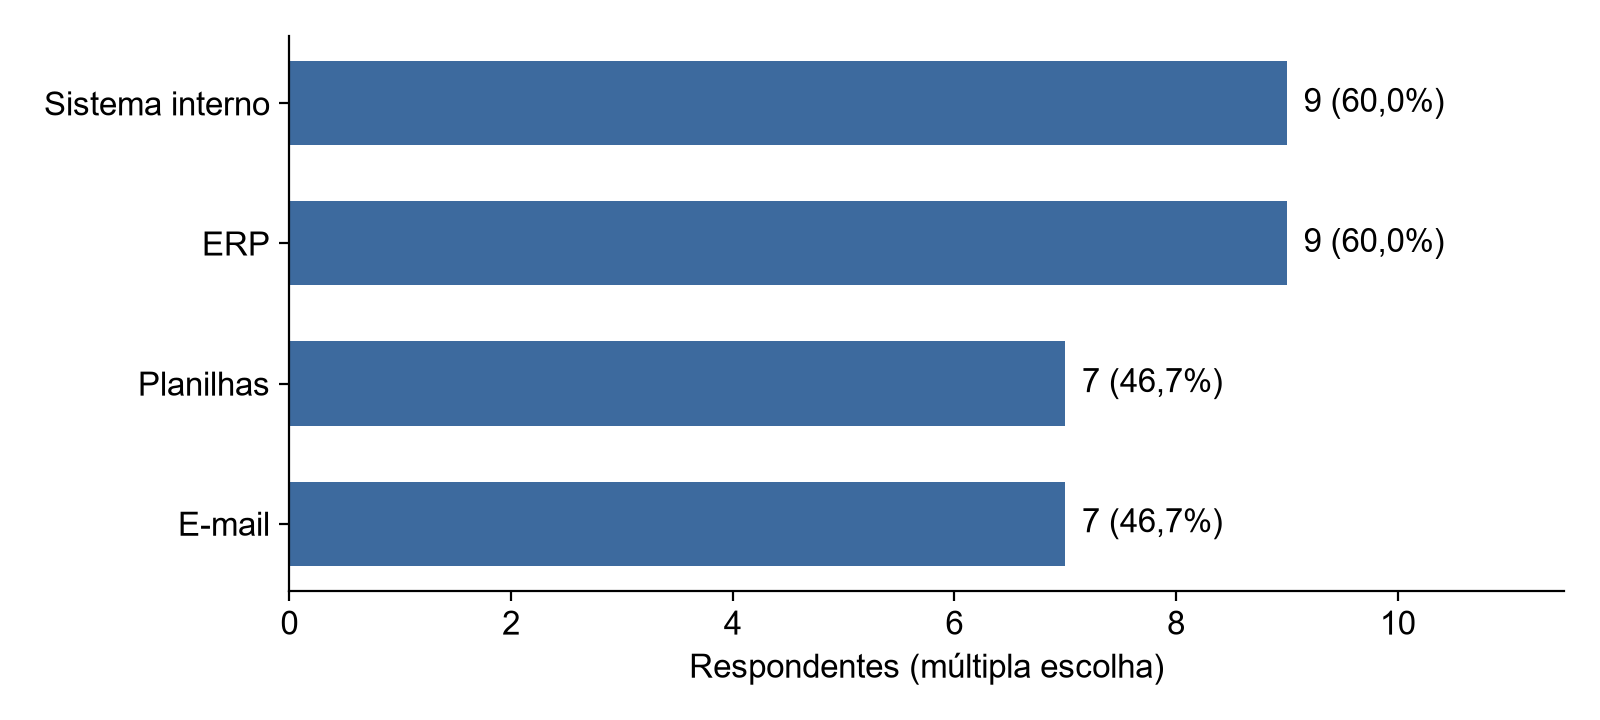 Sistema interno 9 (60,0%)
ERP 9 (60,0%)
Planilhas 7 (46,7%)
E-mail 7 (46,7%)
0 2 4 6 8 10
Respondentes (múltipla escolha)